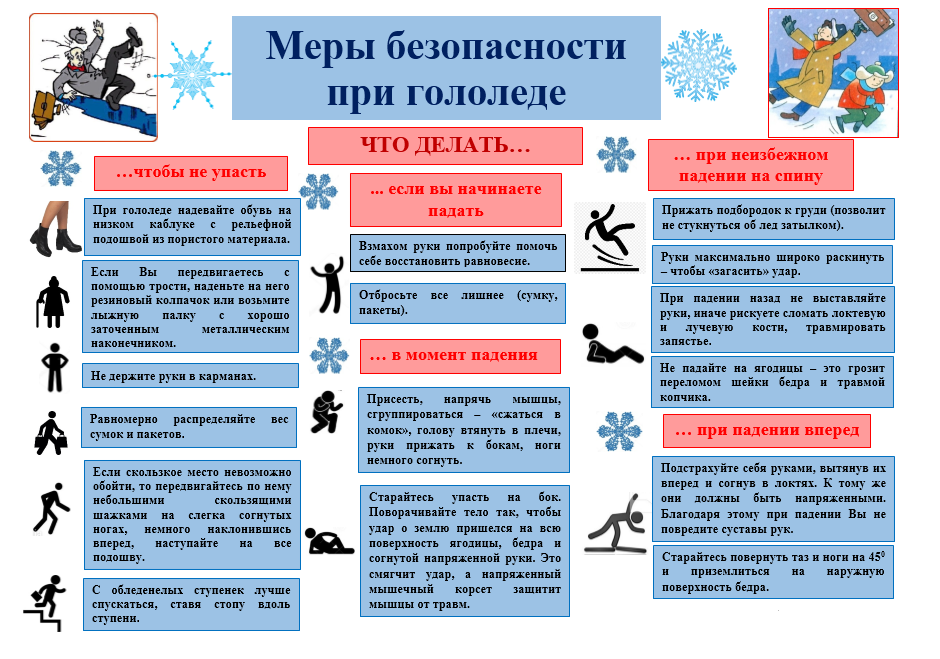 Меры безопасности
при гололеде
ЧТО ДЕЛАТЬ…
…чтобы не упасть
При гололеде надевайте обувь на
низком каблуке с рельефной
подошвой из пористого материала.
Если Вы передвигаетесь с
помощью трости, наденьте на него
резиновый колпачок или возьмите
лыжную палку с хорошо
заточенным металлическим
наконечником.
Не держите руки в карманах.
Равномерно распределяйте вес
сумок и пакетов.
Если скользкое место невозможно
обойти, то передвигайтесь по нему
небольшими скользящими
шажками на слегка согнутых
ногах, немного наклонившись
вперед, наступайте на все
подошву.
С обледенелых ступенек лучше
спускаться, ставя стопу вдоль
ступени.
... если вы начинаете
падать
Взмахом руки попробуйте помочь
себе восстановить равновесие.
Отбросьте все лишнее (сумку,
пакеты).
… в момент падения
Присесть, напрячь мышцы,
сгруппироваться – «сжаться в
комок», голову втянуть в плечи,
руки прижать к бокам, ноги
немного согнуть.
Старайтесь упасть на бок.
Поворачивайте тело так, чтобы
удар о землю пришелся на всю
поверхность ягодицы, бедра и
согнутой напряженной руки. Это
смягчит удар, а напряженный
мышечный корсет защитит
мышцы от травм.
… при неизбежном
падении на спину
Прижать подбородок к груди (позволит
не стукнуться об лед затылком).
Руки максимально широко раскинуть
– чтобы «загасить» удар.
При падении назад не выставляйте
руки, иначе рискуете сломать локтевую
и лучевую кости, травмировать
запястье.
Не падайте на ягодицы – это грозит
переломом шейки бедра и травмой
копчика.
… при падении вперед
Подстрахуйте себя руками, вытянув их
вперед и согнув в локтях. К тому же
они должны быть напряженными.
Благодаря этому при падении Вы не
повредите суставы рук.
Старайтесь повернуть таз и ноги на 45⁰
и приземлиться на наружную
поверхность бедра.